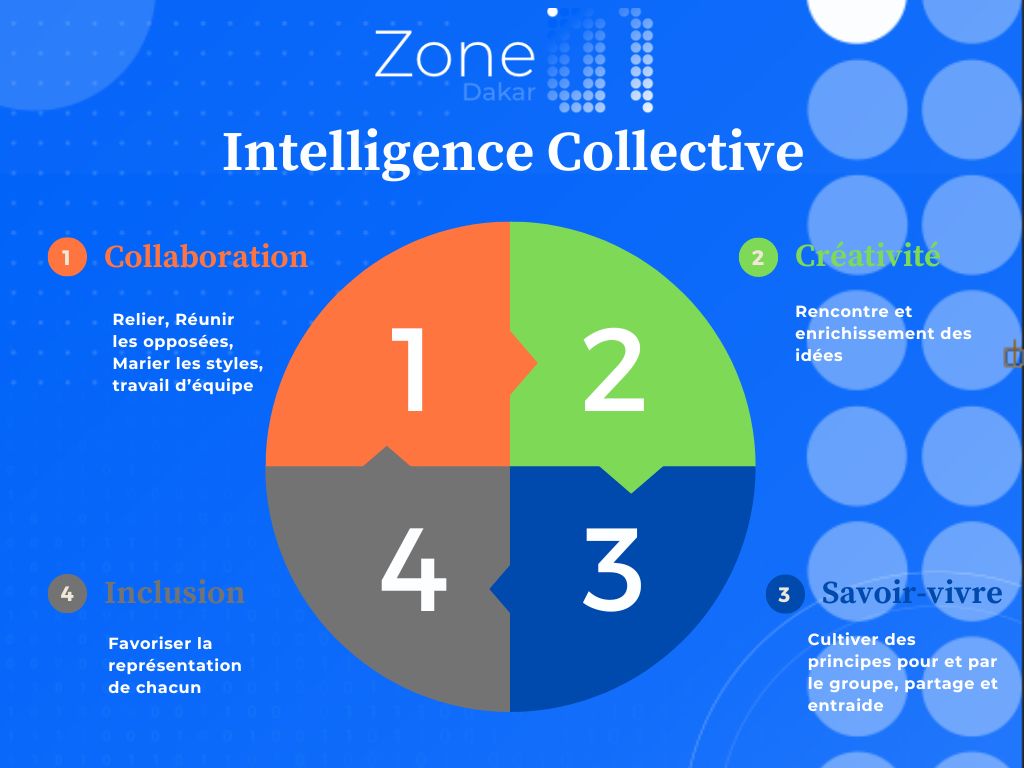 Zone 01
Dakar
Intelligence Collective
1 Collaboration
Relier, Réunir
les opposées,
Marier les styles,
travail d'équipe
2 Créativité
Rencontre et
enrichissement des
idées
1
2
4
3
4 Inclusion
Favoriser la
représentation
de chacun
3 Savoir-vivre
Cultiver des
principes pour et par
le groupe, partage et
entraide